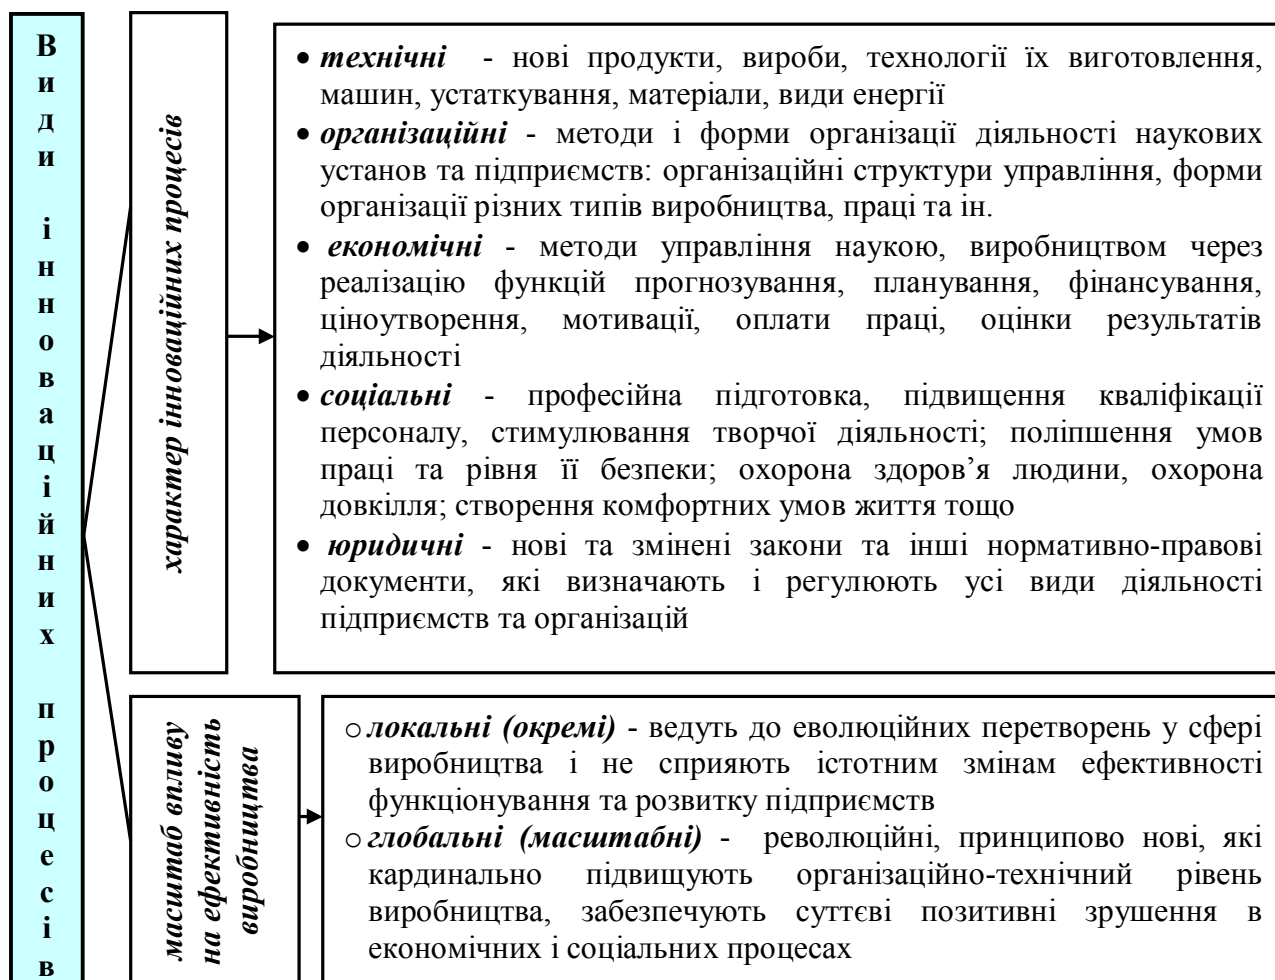 Види інноваційних процесів
характер інноваційних процесів
• технічні - нові продукти, вироби, технології їх виготовлення,
машин, устаткування, матеріали, види енергії
• організаційні - методи і форми організації діяльності наукових
установ та підприємств: організаційні структури управління, форми
організації різних типів виробництва, праці та ін.
• економічні - методи управління наукою, виробництвом через
реалізацію функцій прогнозування, планування, фінансування,
ціноутворення, мотивації, оплати праці, оцінки результатів
діяльності
• соціальні - професійна підготовка, підвищення кваліфікації
персоналу, стимулювання творчої діяльності; поліпшення умов
праці та рівня її безпеки; охорона здоров’я людини, охорона
довкілля; створення комфортних умов життя тощо
• юридичні - нові та змінені закони та інші нормативно-правові
документи, які визначають і регулюють усі види діяльності
підприємств та організацій
масштаб впливу
на ефективність
виробництва
o локальні (окремі) - ведуть до еволюційних перетворень у сфері
виробництва і не сприяють істотним змінам ефективності
функціонування та розвитку підприємств
o глобальні (масштабні) - революційні, принципово нові, які
кардинально підвищують організаційно-технічний рівень
виробництва, забезпечують суттєві позитивні зрушення в
економічних і соціальних процесах